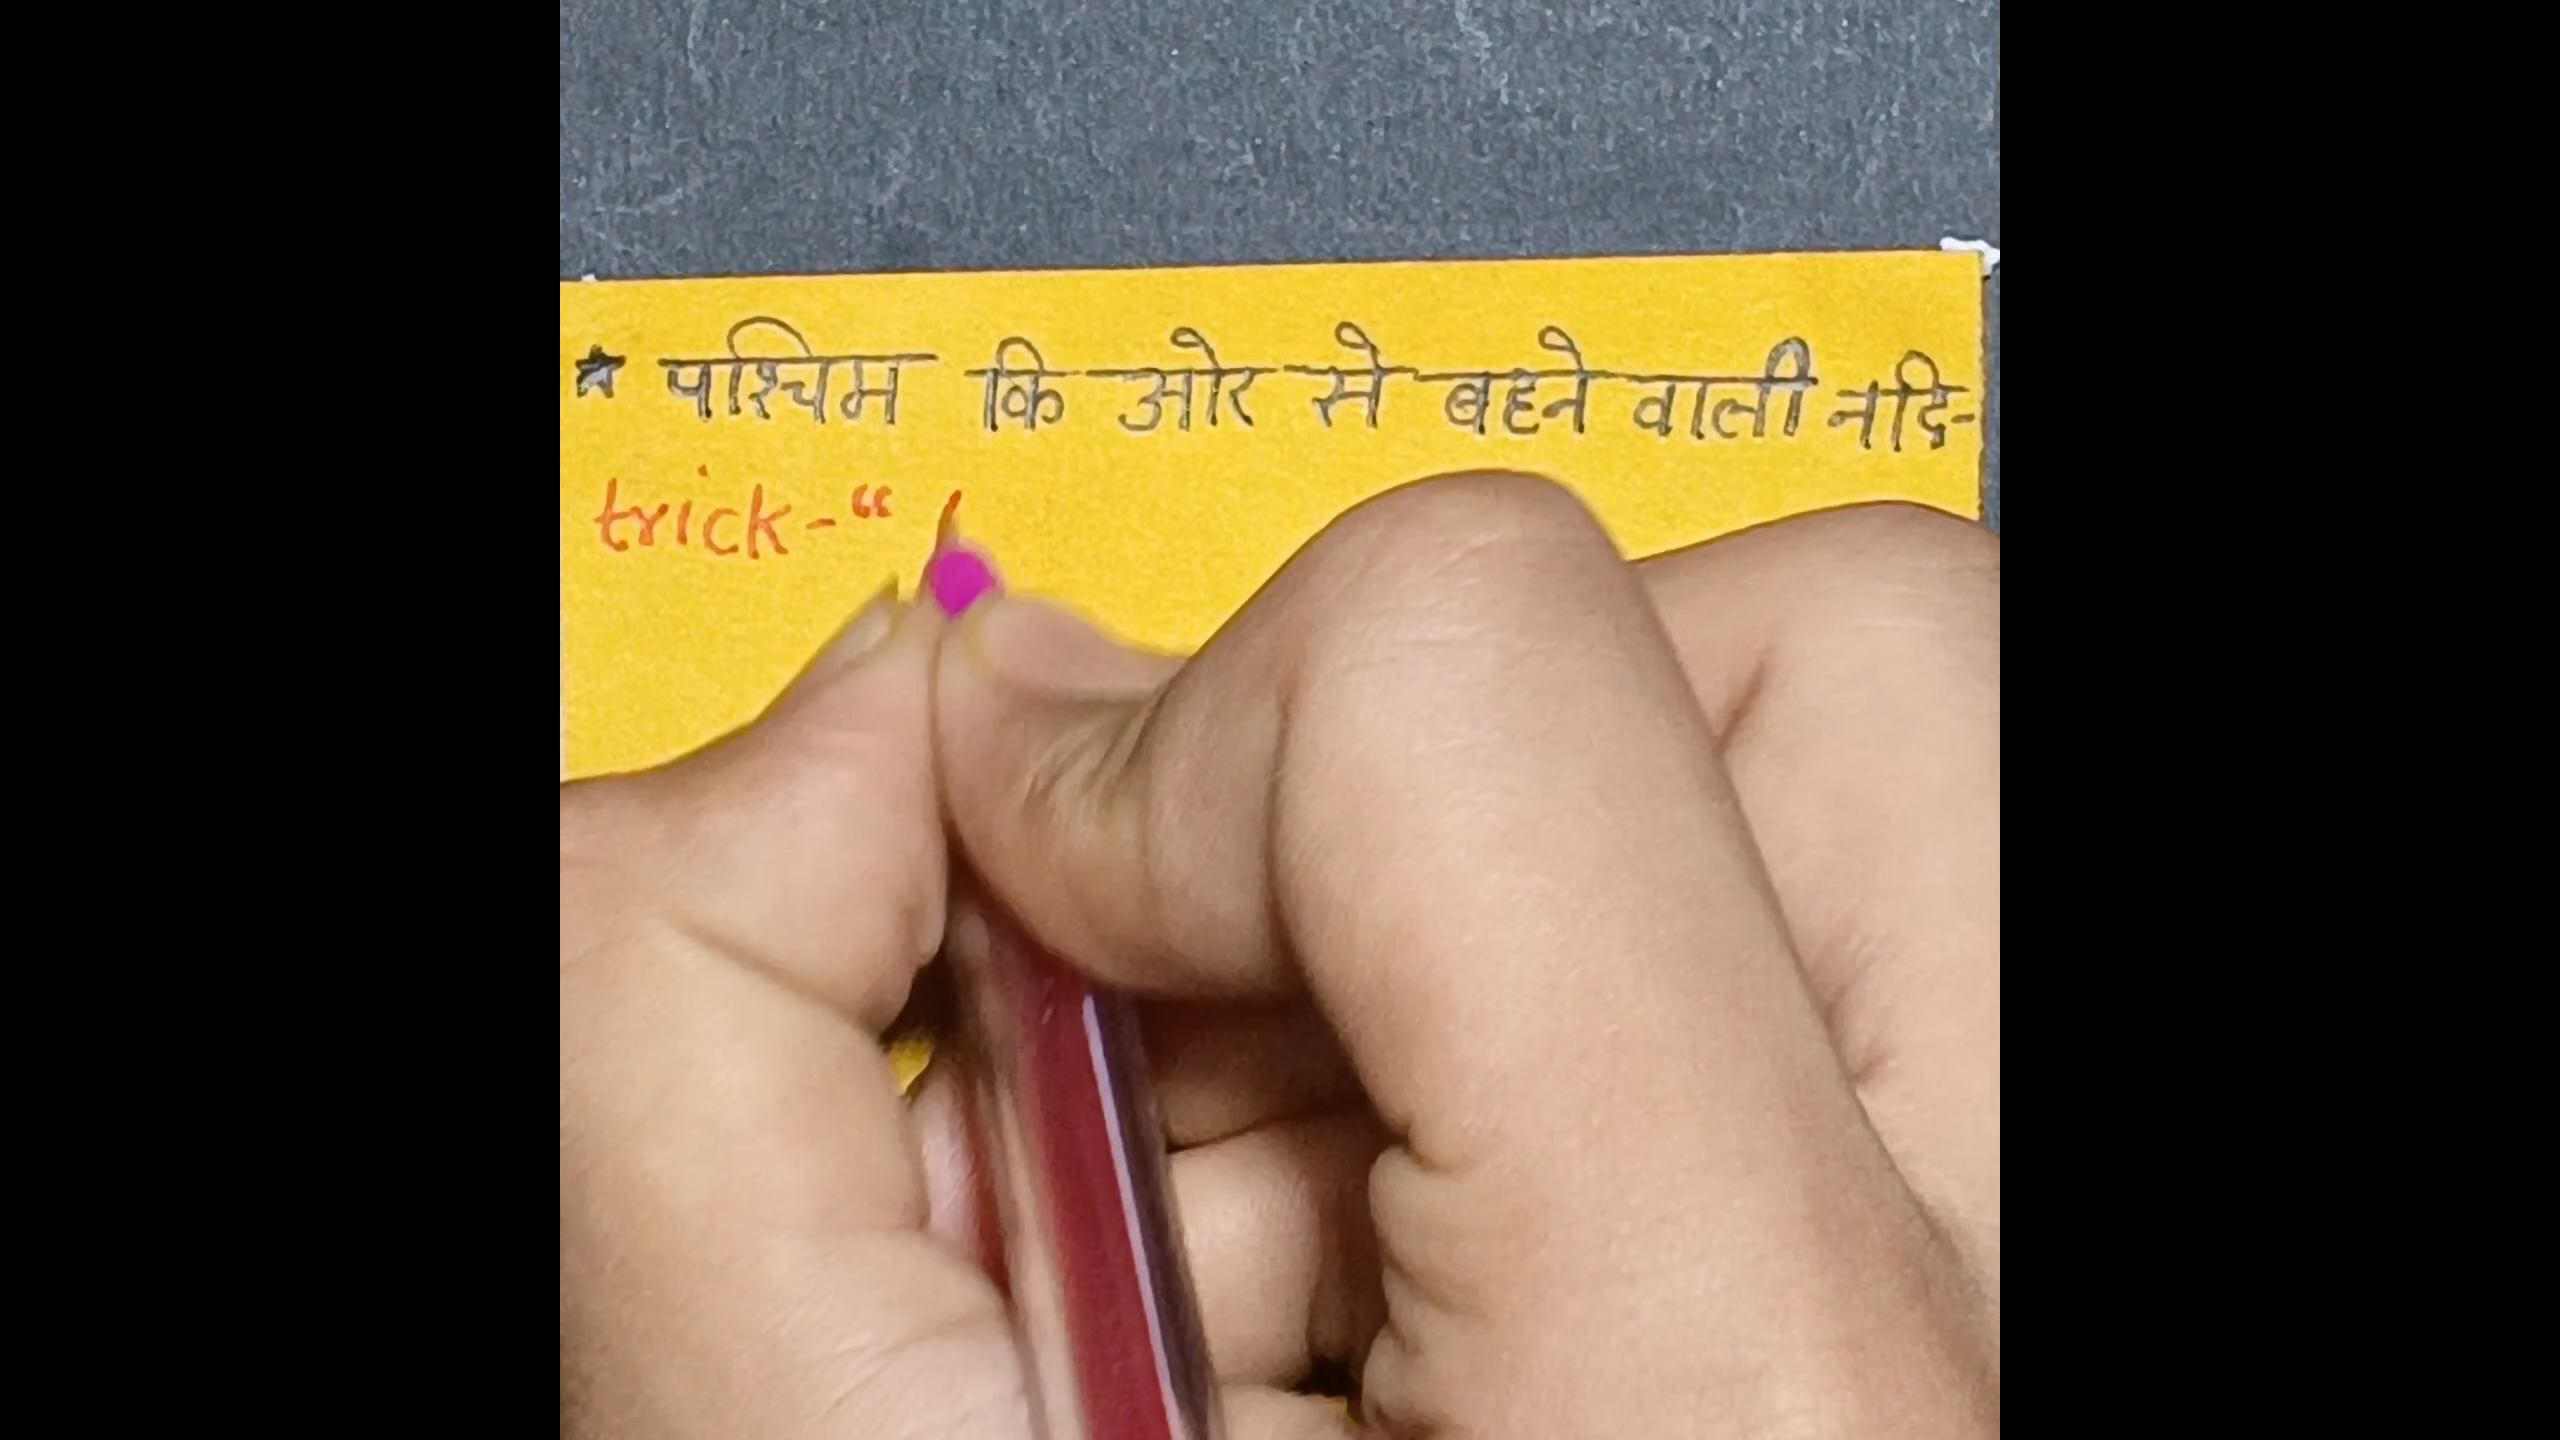 * पश्चिम कि ओर से बहने वाली नदि-
trick-“